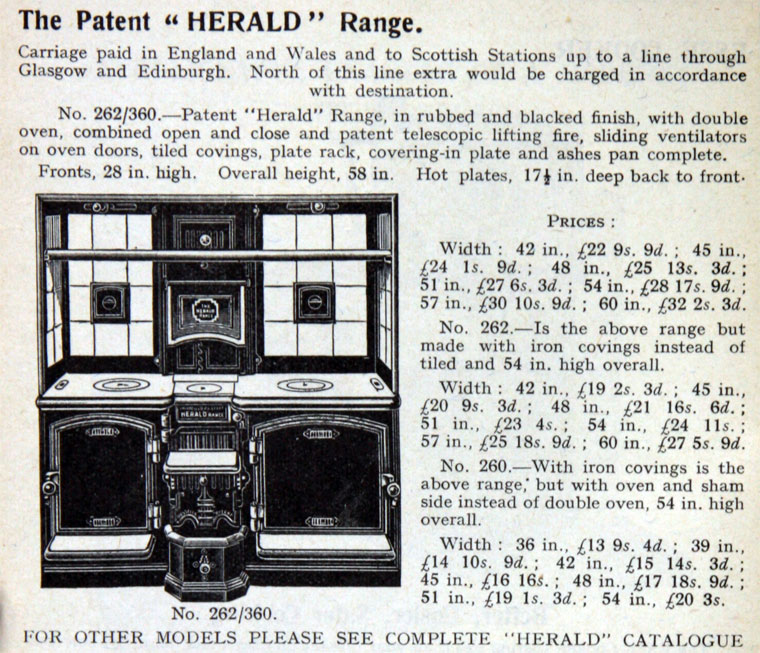 The Patent "HERALD" Range.
Carriage paid in England and Wales and to Scottish Stations up to a line through
Glasgow and Edinburgh. North of this line extra would be charged in accordance
with destination.
No. 262/360.—Patent "Herald" Range, in rubbed and blacked finish, with double
oven, combined open and close and patent telescopic lifting fire, sliding ventilators
on oven doors, tiled covings, plate rack, covering-in plate and ashes pan complete.
Fronts, 28 in. high. Overall height, 58 in. Hot plates, 17½ in. deep back to front.
PRICES :
Width : 42 in., £22 9s. 9d. ; 45 in.,
£24 1s. 9d. ; 48 in., £25 13s. 3d. ;
51 in., £27 6s. 3d. ; 54 in., £28 17s. 9d. ;
57 in., £30 10s. 9d. ; 60 in., £32 2s. 3d.
No. 262.—Is the above range but
made with iron covings instead of
tiled and 54 in. high overall.
Width : 42 in., £19 2s. 3d. ; 45 in.,
£20 9s. 3d. ; 48 in., £21 16s. 6d. ;
51 in., £23 4s. ; 54 in., £24 11s. ;
57 in., £25 18s. 9d. ; 60 in., £27 5s. 9d.
No. 260.—With iron covings is the
above range, but with oven and sham
side instead of double oven, 54 in. high
overall.
Width : 36 in., £13 9s. 4d. ; 39 in.,
£14 10s. 9d. ; 42 in., £15 14s. 3d. ;
45 in., £16 16s. ; 48 in., £17 18s. 9d. ;
51 in., £19 1s. 3d. ; 54 in., £20 3s.
THE
HERALD
RANGE
HERALD RANGE
No. 262/360.
FOR OTHER MODELS PLEASE SEE COMPLETE "HERALD" CATALOGUE